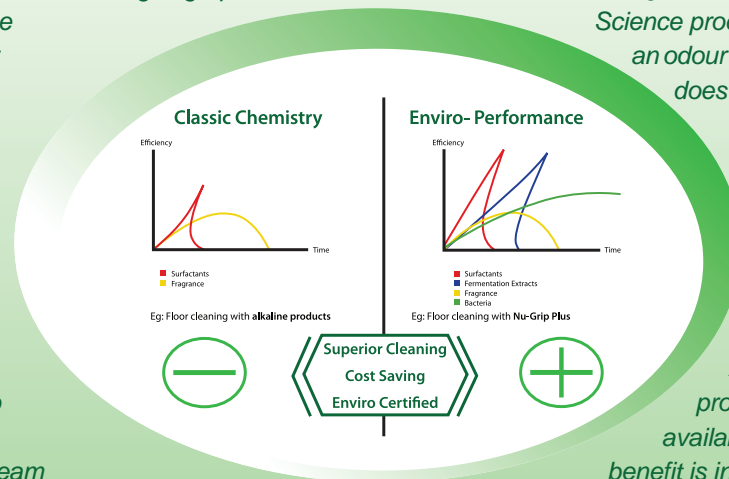 e
Science proc
an odour
does
Classic Chemistry
Enviro- Performance
Efficiency
Time
Surfactants
Fragrance
Eg: Floor cleaning with alkaline products
Efficiency
Time
Surfactants
Fermentation Extracts
Fragrance
Bacteria
Eg: Floor cleaning with Nu-Grip Plus
Superior Cleaning
Cost Saving
Enviro Certified
pro
availa
eam
benefit is in